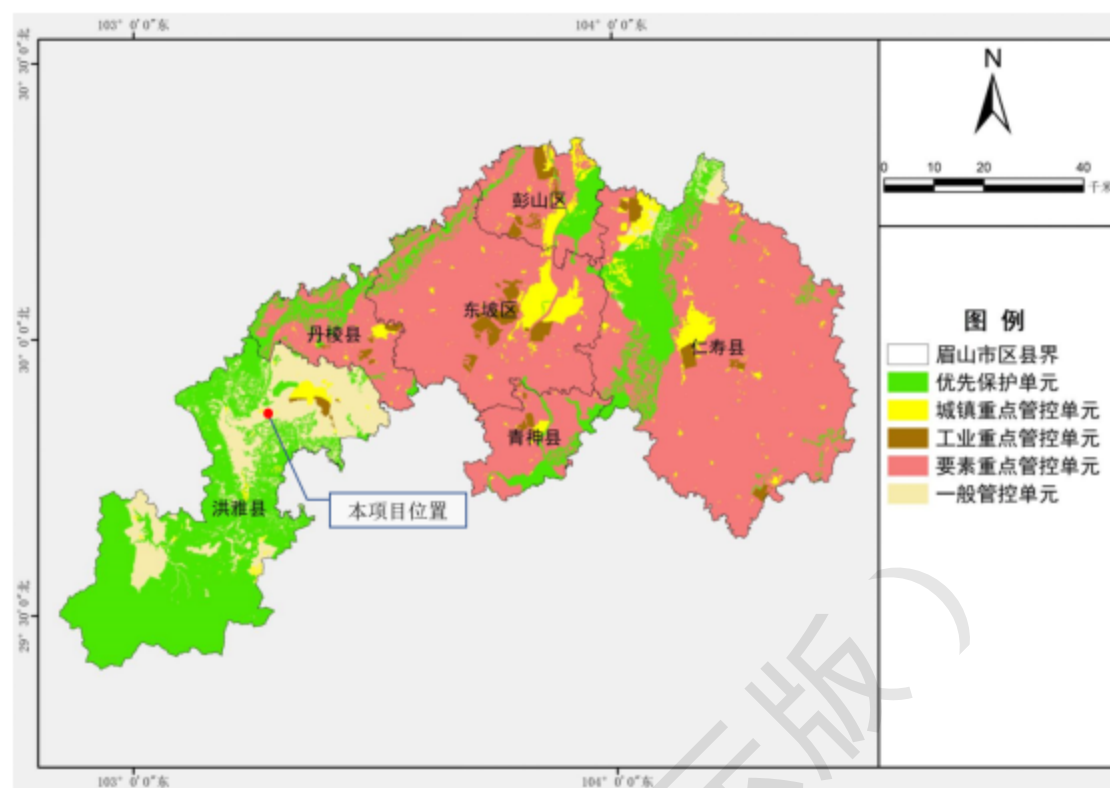 103° 0′0″东
104° 0′0″东
30° 30′0″北
30° 0′0″北
29° 30′0″北
N
0 10 20 40
千米
彭山区
东坡区
丹棱县
仁寿县
青神县
洪雅县
本项目位置
图 例
眉山市区县界
优先保护单元
城镇重点管控单元
工业重点管控单元
要素重点管控单元
一般管控单元
示版）
103° 0′0″东
104° 0′0″东